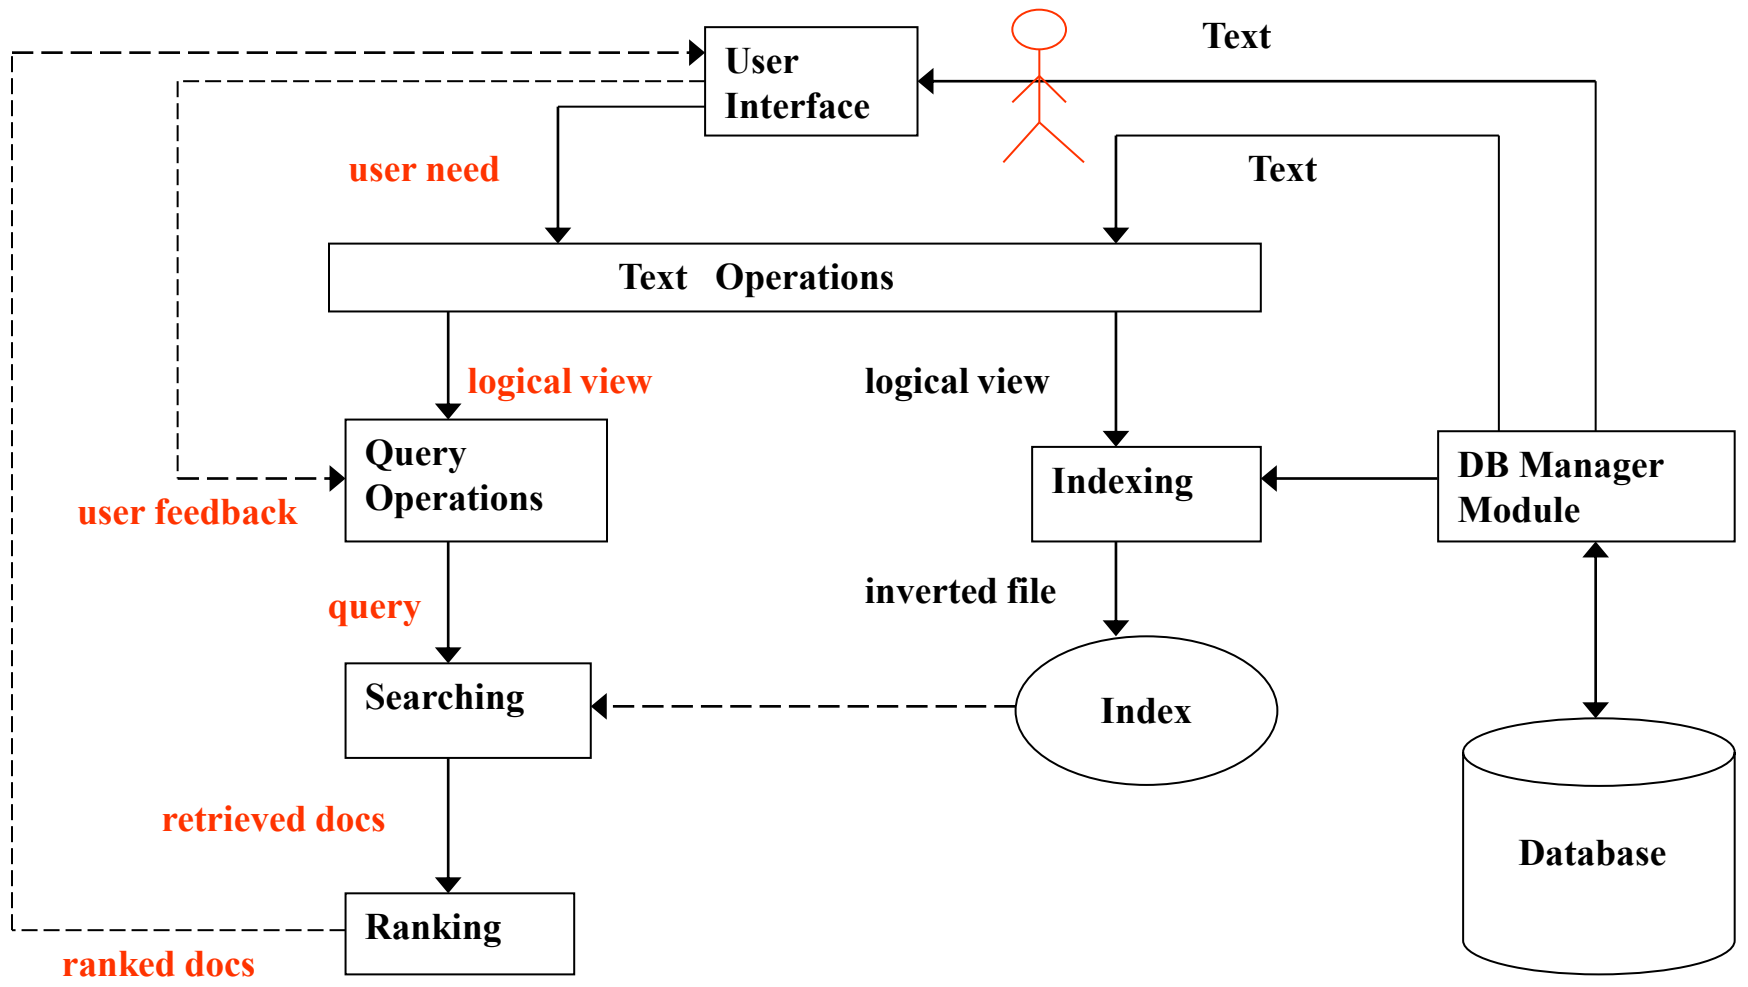 Text
User
Interface
user need
Text
Text Operations
logical view
logical view
Query
Operations
Indexing
DB Manager
Module
user feedback
inverted file
query
Searching
Index
retrieved docs
Database
Ranking
ranked docs